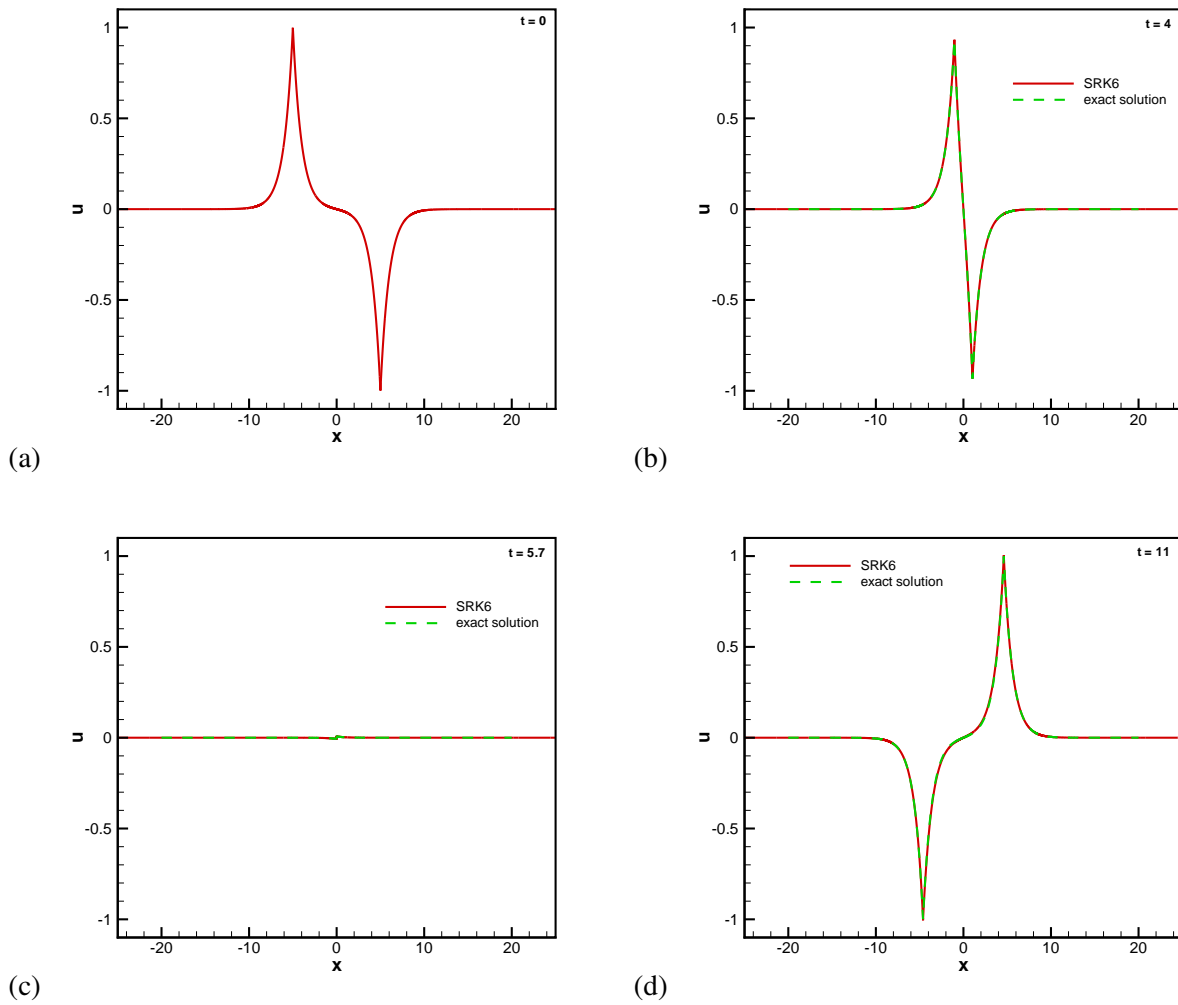 t = 0
1
0.5
0
-0.5
-1
u
-20 -10 0 10 20
x
(a)
t = 4
SRK6
exact solution
1
0.5
0
-0.5
-1
u
-20 -10 0 10 20
x
(b)
t = 5.7
SRK6
exact solution
1
0.5
0
-0.5
-1
u
-20 -10 0 10 20
x
(c)
t = 11
SRK6
exact solution
1
0.5
0
-0.5
-1
u
-20 -10 0 10 20
x
(d)